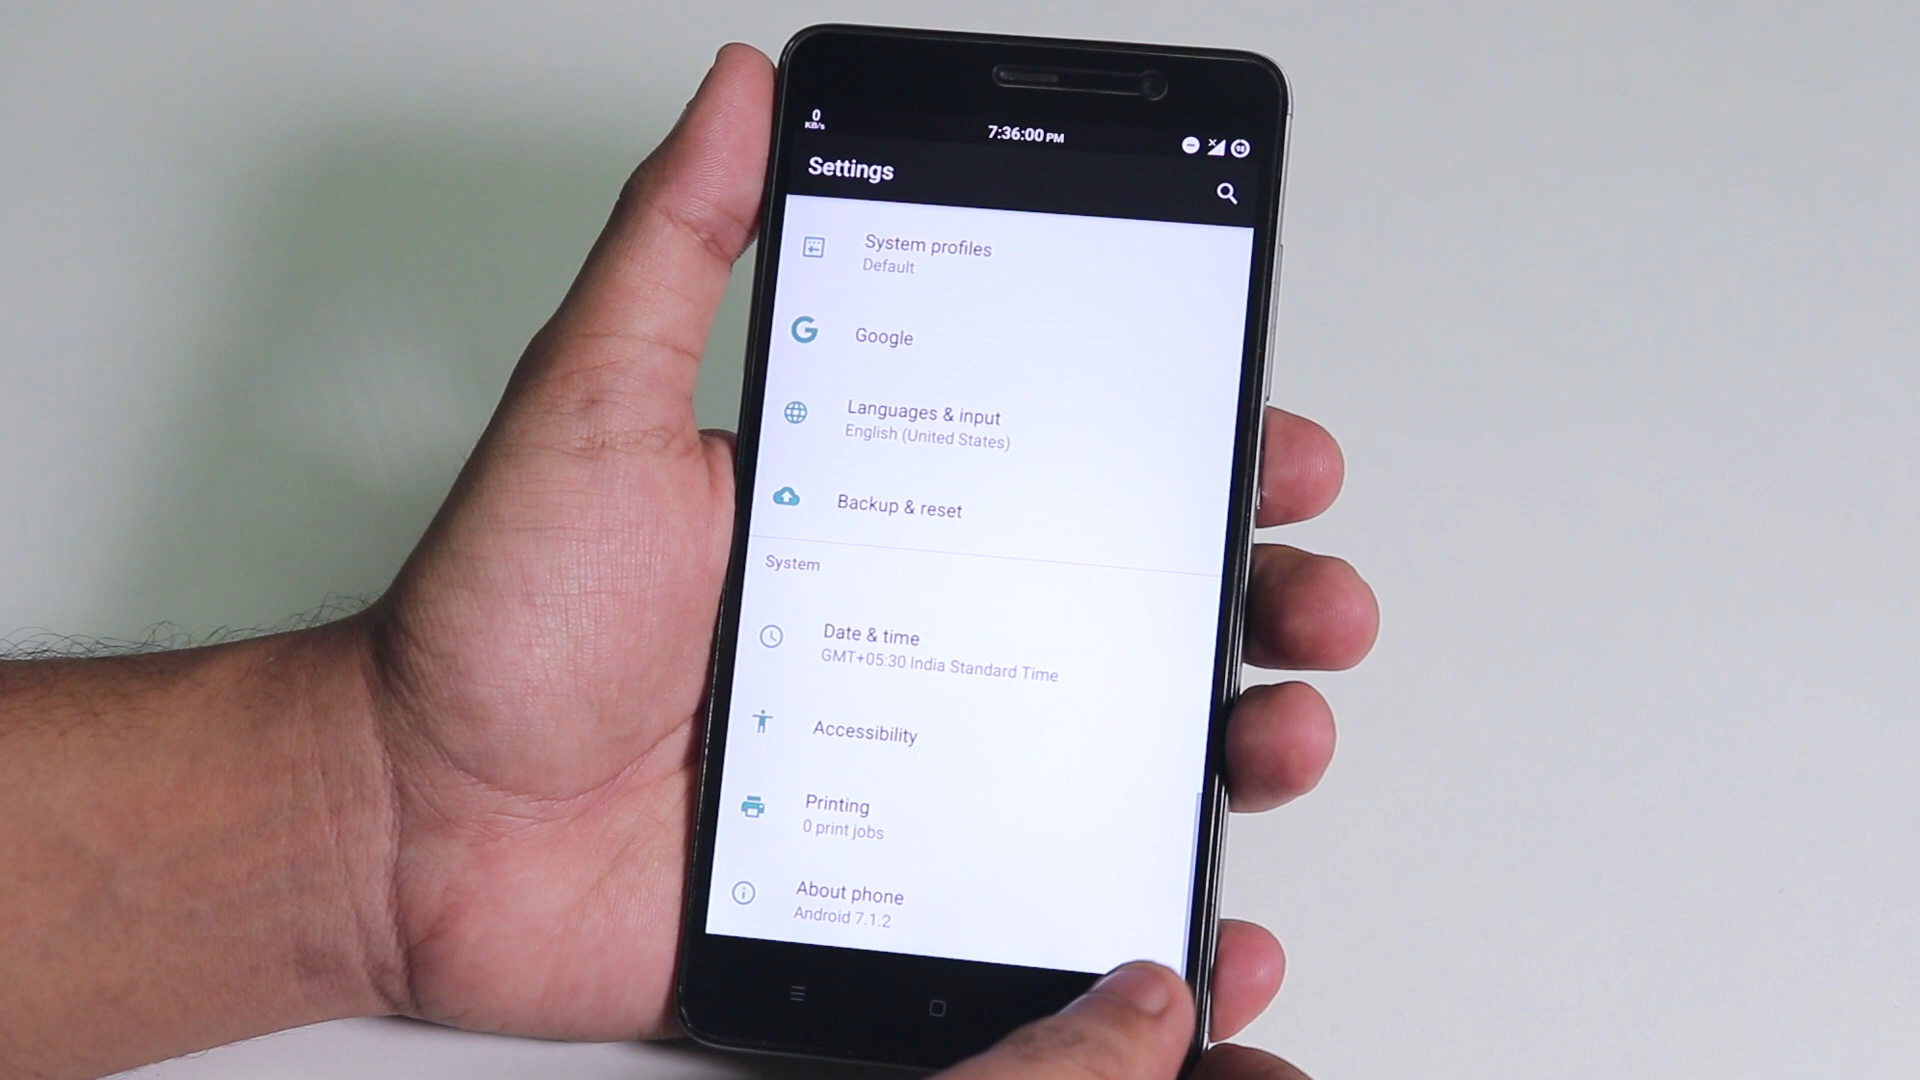 0
KB/s
7:36:00 PM
Settings
System profiles
Default
Google
Languages & input
English (United States)
Backup & reset
System
Date & time
GMT+05:30 India Standard Time
Accessibility
Printing
0 print jobs
About phone
Android 7.1.2